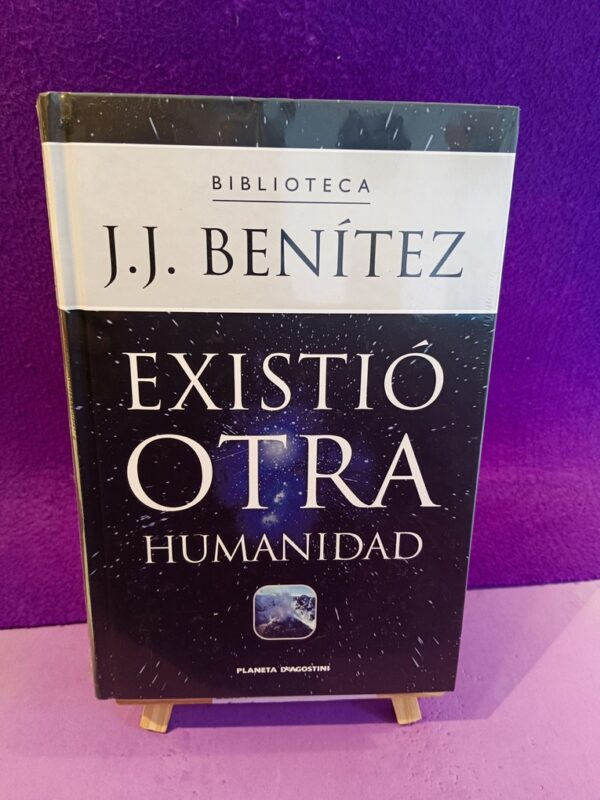 BIBLIOTECA
J.J. BENÍTEZ
EXISTIÓ
OTRA
HUMANIDAD
PLANETA DEAGOSTINI